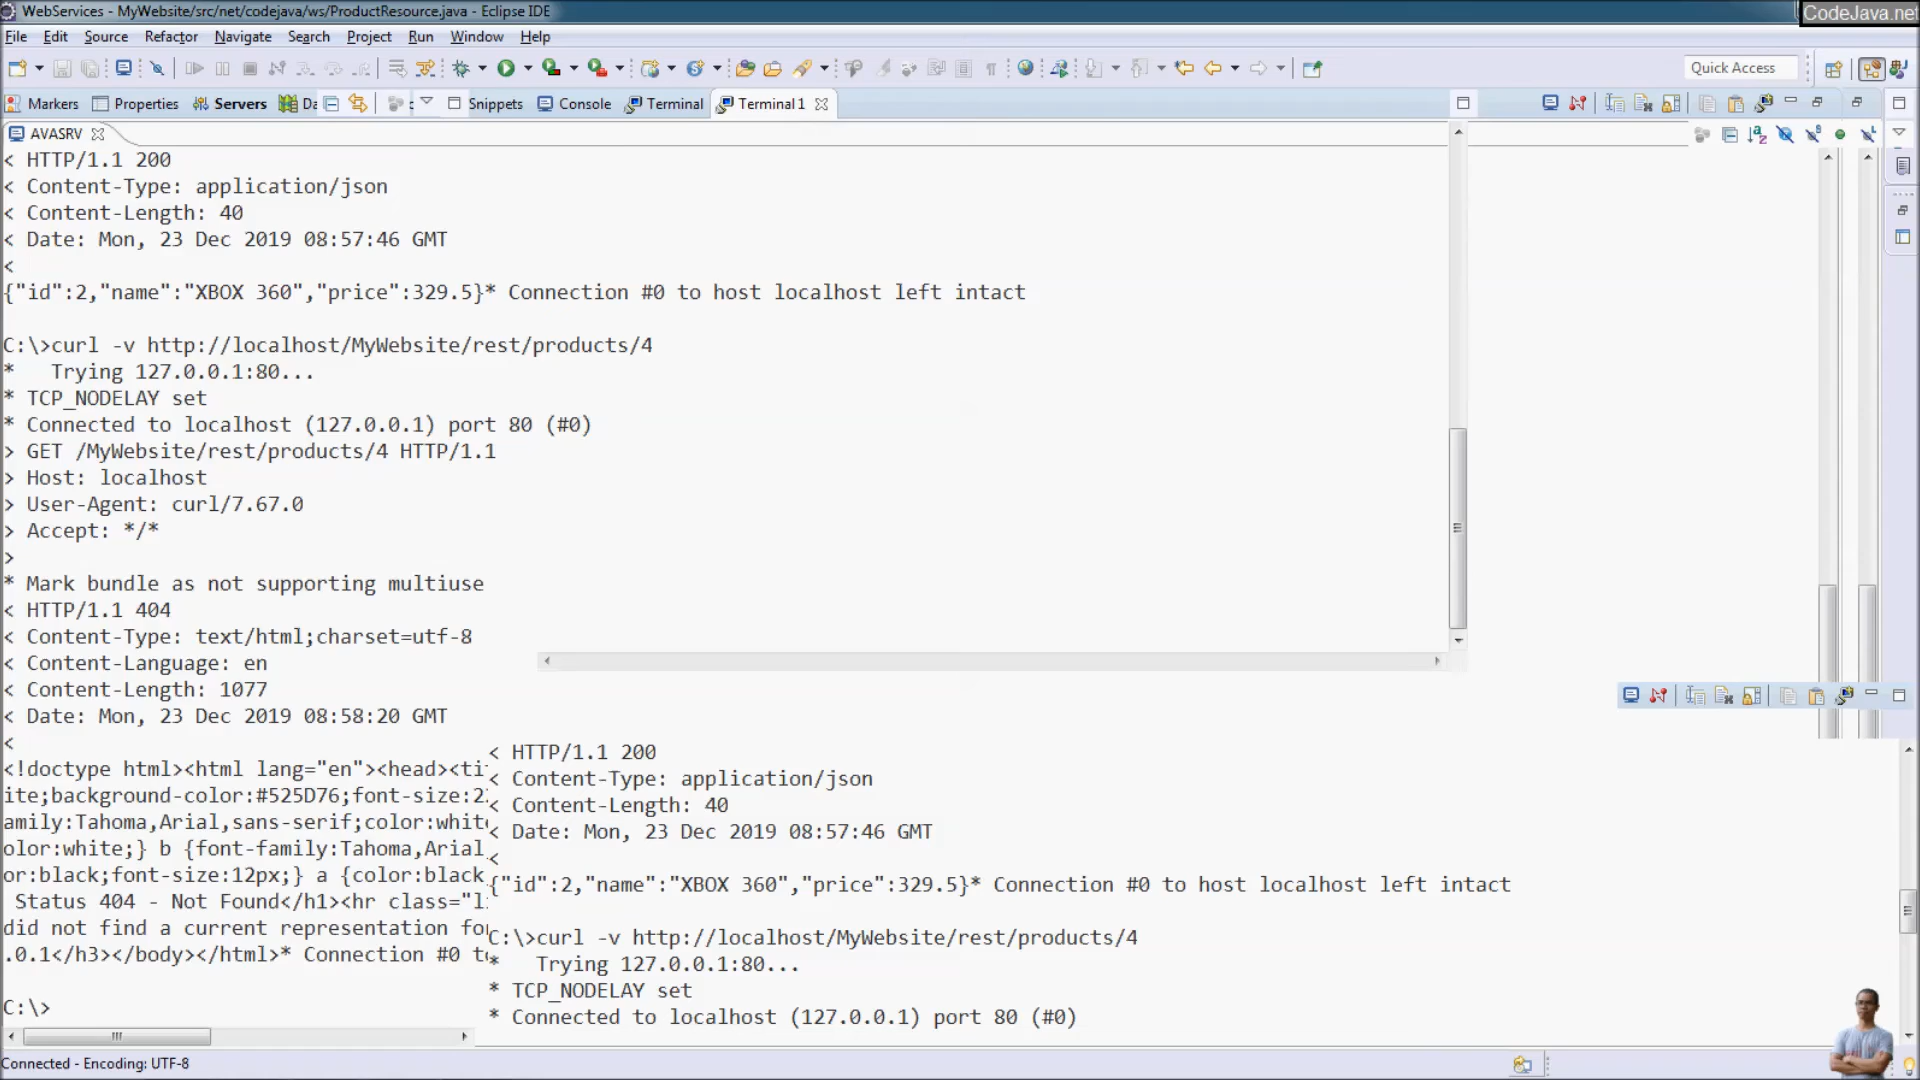 WebServices - MyWebsite/src/net/codejava/ws/ProductResource.java - Eclipse IDE
CodeJava.net
File Edit Source Refactor Navigate Search Project Run Window Help
Quick Access
Markers Properties Servers Da Snippets Console Terminal Terminal 1
AVASRV
< HTTP/1.1 200
< Content-Type: application/json
< Content-Length: 40
< Date: Mon, 23 Dec 2019 08:57:46 GMT
<
{"id":2,"name":"XBOX 360","price":329.5}* Connection #0 to host localhost left intact
C:\>curl -v http://localhost/MyWebsite/rest/products/4
*   Trying 127.0.0.1:80...
* TCP_NODELAY set
* Connected to localhost (127.0.0.1) port 80 (#0)
> GET /MyWebsite/rest/products/4 HTTP/1.1
> Host: localhost
> User-Agent: curl/7.67.0
> Accept: */*
>
* Mark bundle as not supporting multiuse
< HTTP/1.1 404
< Content-Type: text/html;charset=utf-8
< Content-Language: en
< Content-Length: 1077
< Date: Mon, 23 Dec 2019 08:58:20 GMT
<
<!doctype html><html lang="en"><head><ti
ite;background-color:#525D76;font-size:2
amily:Tahoma,Arial,sans-serif;color:white
olor:white;} b {font-family:Tahoma,Arial
or:black;font-size:12px;} a {color:black
Status 404 - Not Found</h1><hr class="l
did not find a current representation fo
.0.1</h3></body></html>* Connection #0 t
C:\>
< HTTP/1.1 200
< Content-Type: application/json
< Content-Length: 40
< Date: Mon, 23 Dec 2019 08:57:46 GMT
<
{"id":2,"name":"XBOX 360","price":329.5}* Connection #0 to host localhost left intact
C:\>curl -v http://localhost/MyWebsite/rest/products/4
*   Trying 127.0.0.1:80...
* TCP_NODELAY set
* Connected to localhost (127.0.0.1) port 80 (#0)
Connected - Encoding: UTF-8